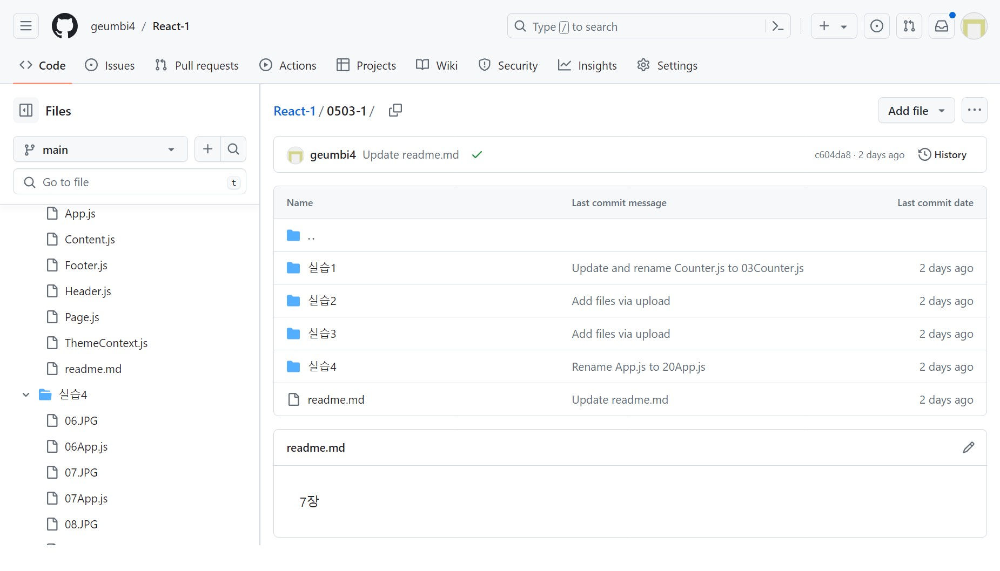 geumbi4 / React-1
Type / to search
Code Issues Pull requests Actions Projects Wiki Security Insights Settings
Files
main
Go to file t
App.js
Content.js
Footer.js
Header.js
Page.js
ThemeContext.js
readme.md
실습4
06.JPG
06App.js
07.JPG
07App.js
08.JPG
React-1 / 0503-1 /
Add file
geumbi4 Update readme.md c604da8 · 2 days ago History
Name Last commit message Last commit date
..
실습1 Update and rename Counter.js to 03Counter.js 2 days ago
실습2 Add files via upload 2 days ago
실습3 Add files via upload 2 days ago
실습4 Rename App.js to 20App.js 2 days ago
readme.md Update readme.md 2 days ago
readme.md
7장